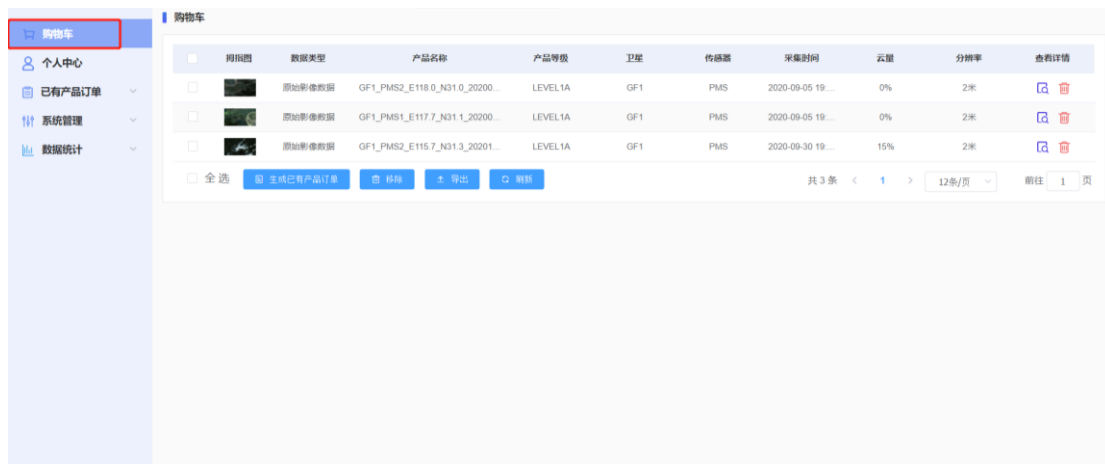 购物车
个人中心
已有产品订单
系统管理
数据统计
购物车
拇指图 数据类型 产品名称 产品等级 卫星 传感器 采集时间 云量 分辨率 查看详情
原始影像数据 GF1_PMS2_E118.0_N31.0_20200... LEVEL1A GF1 PMS 2020-09-05 19:... 0% 2米
原始影像数据 GF1_PMS1_E117.7_N31.1_20200... LEVEL1A GF1 PMS 2020-09-05 19:... 0% 2米
原始影像数据 GF1_PMS2_E115.7_N31.3_20201... LEVEL1A GF1 PMS 2020-09-30 19:... 15% 2米
全选 生成已有产品订单 移除 导出 刷新 共 3 条 < 1 > 12条/页 前往 1 页